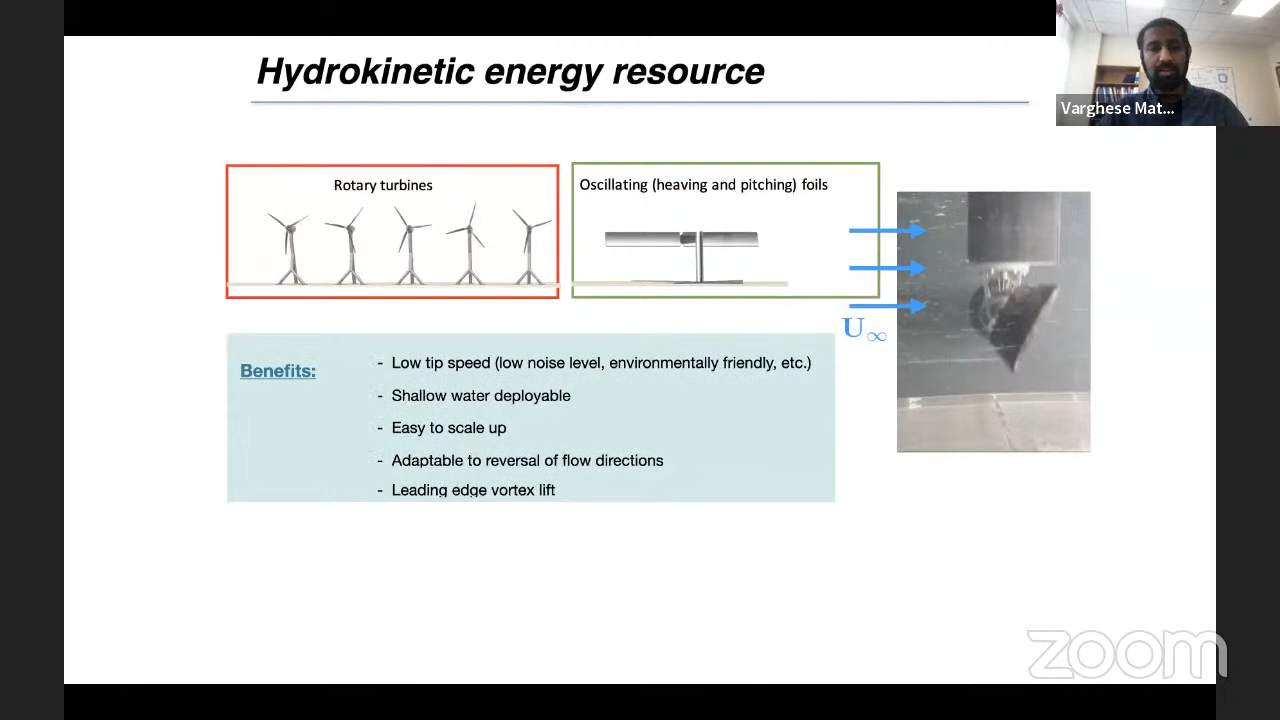 Hydrokinetic energy resource
Varghese Mat...
Rotary turbines
Oscillating (heaving and pitching) foils
U∞
Benefits:
- Low tip speed (low noise level, environmentally friendly, etc.)
- Shallow water deployable
- Easy to scale up
- Adaptable to reversal of flow directions
- Leading edge vortex lift
zoom